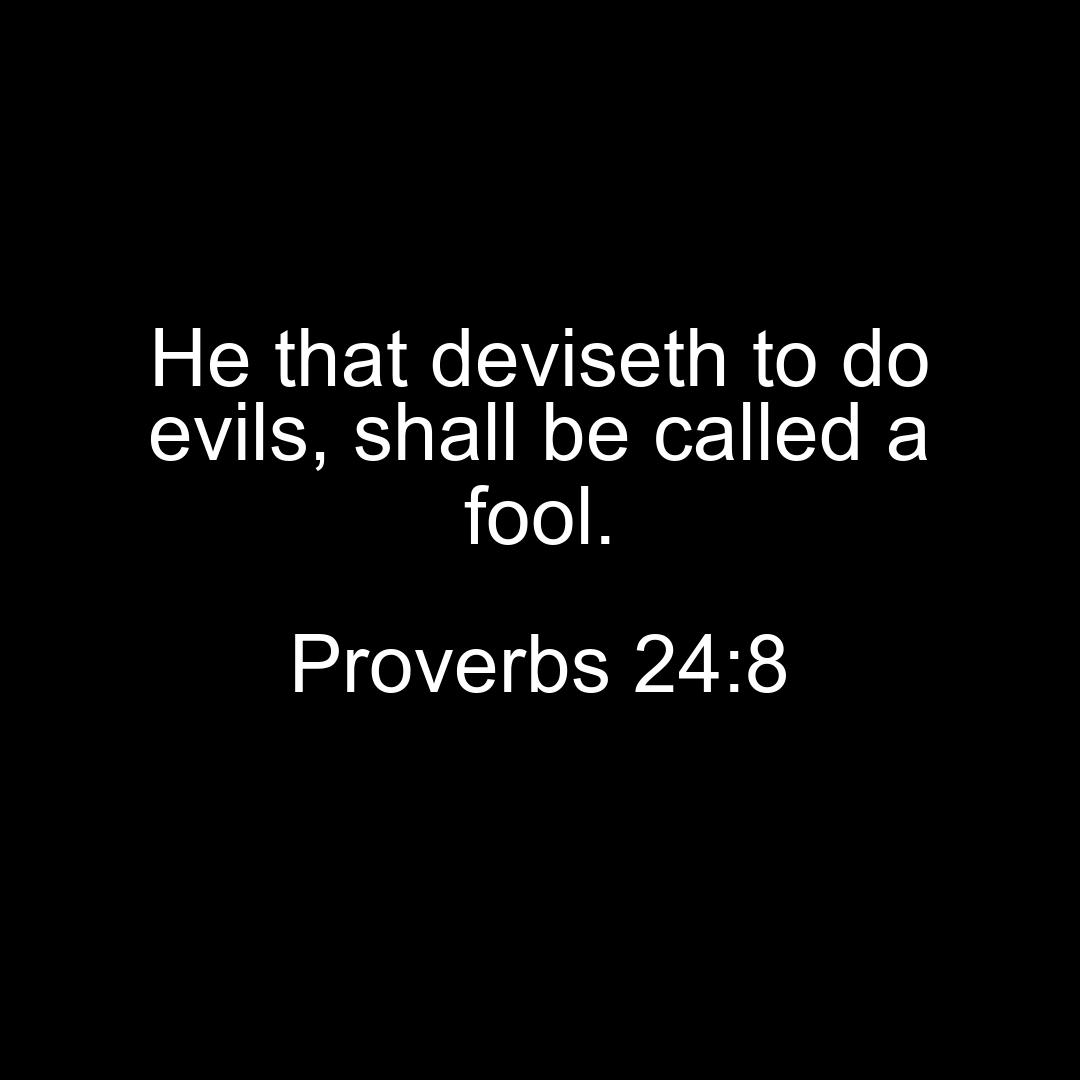 He that deviseth to do
evils, shall be called a
fool.
Proverbs 24:8